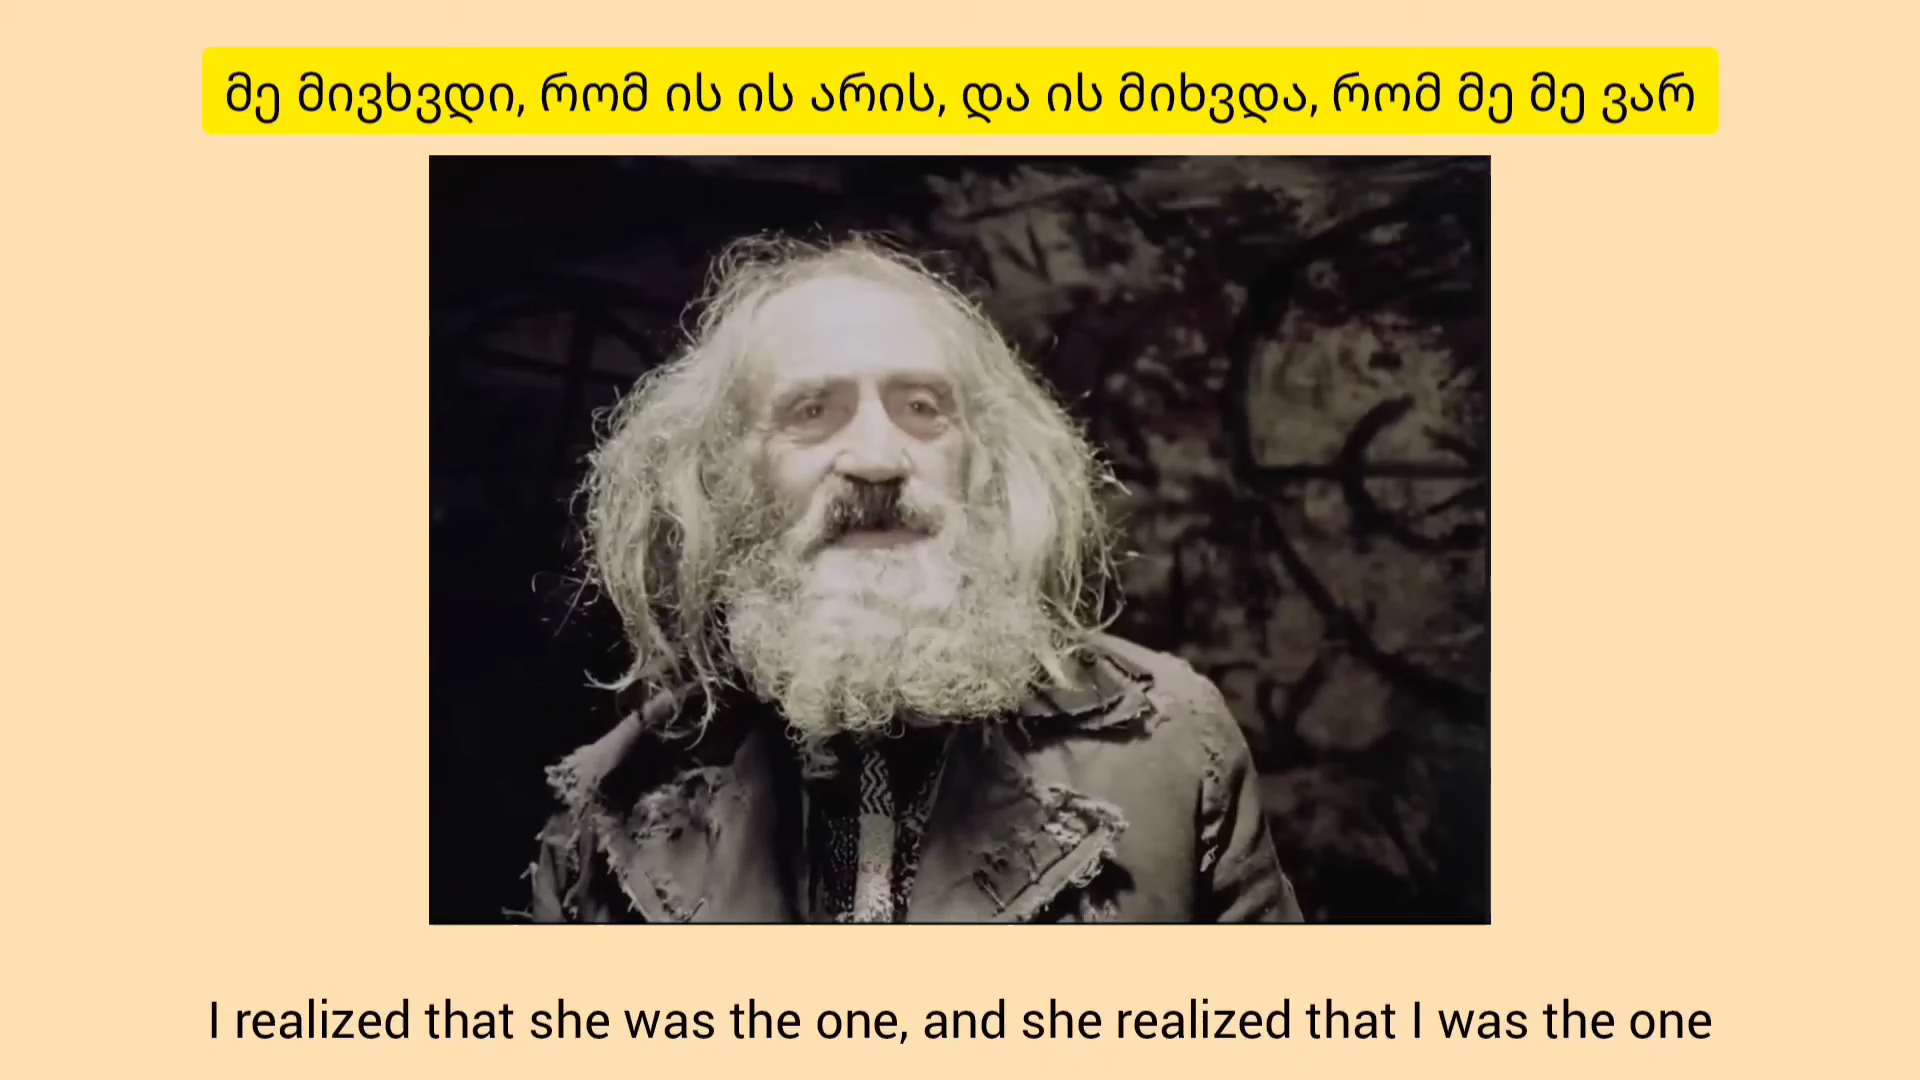 მე მივხვდი, რომ ის ის არის, და ის მიხვდა, რომ მე მე ვარ
I realized that she was the one, and she realized that I was the one